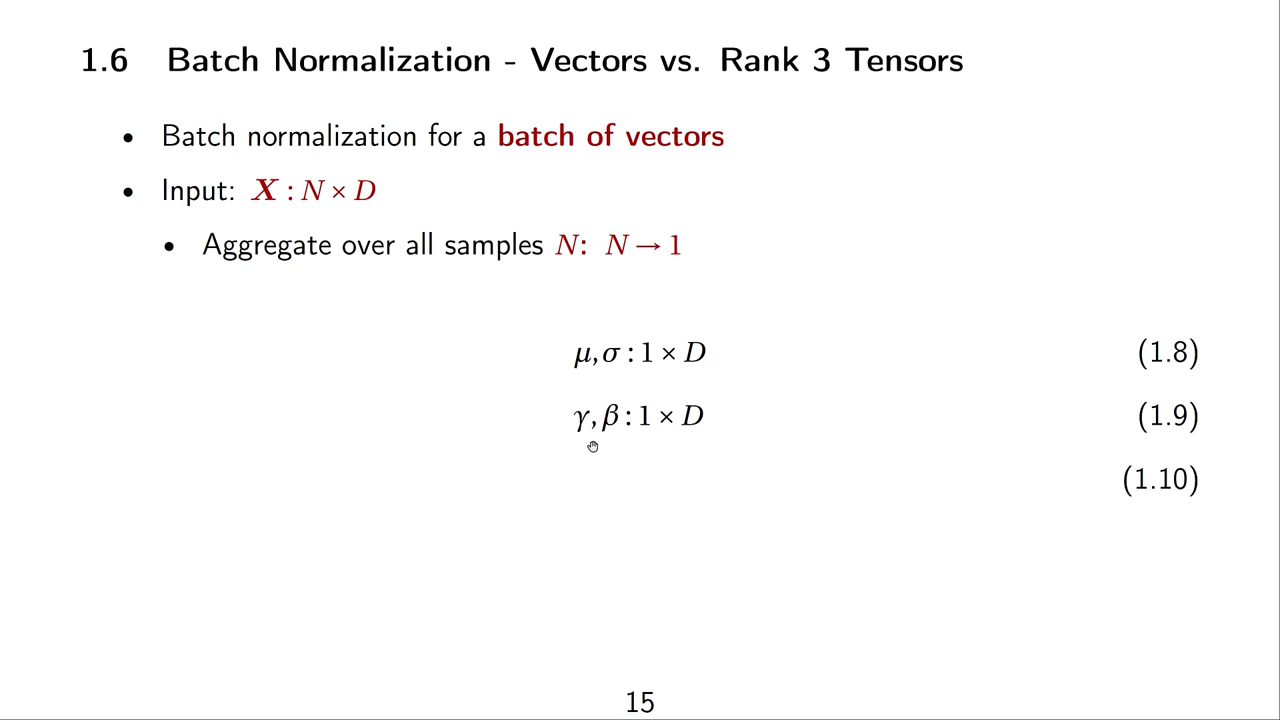 1.6 Batch Normalization - Vectors vs. Rank 3 Tensors
• Batch normalization for a batch of vectors
• Input: X : N × D
• Aggregate over all samples N: N → 1
μ, σ : 1 × D (1.8)
γ, β : 1 × D (1.9)
(1.10)
15